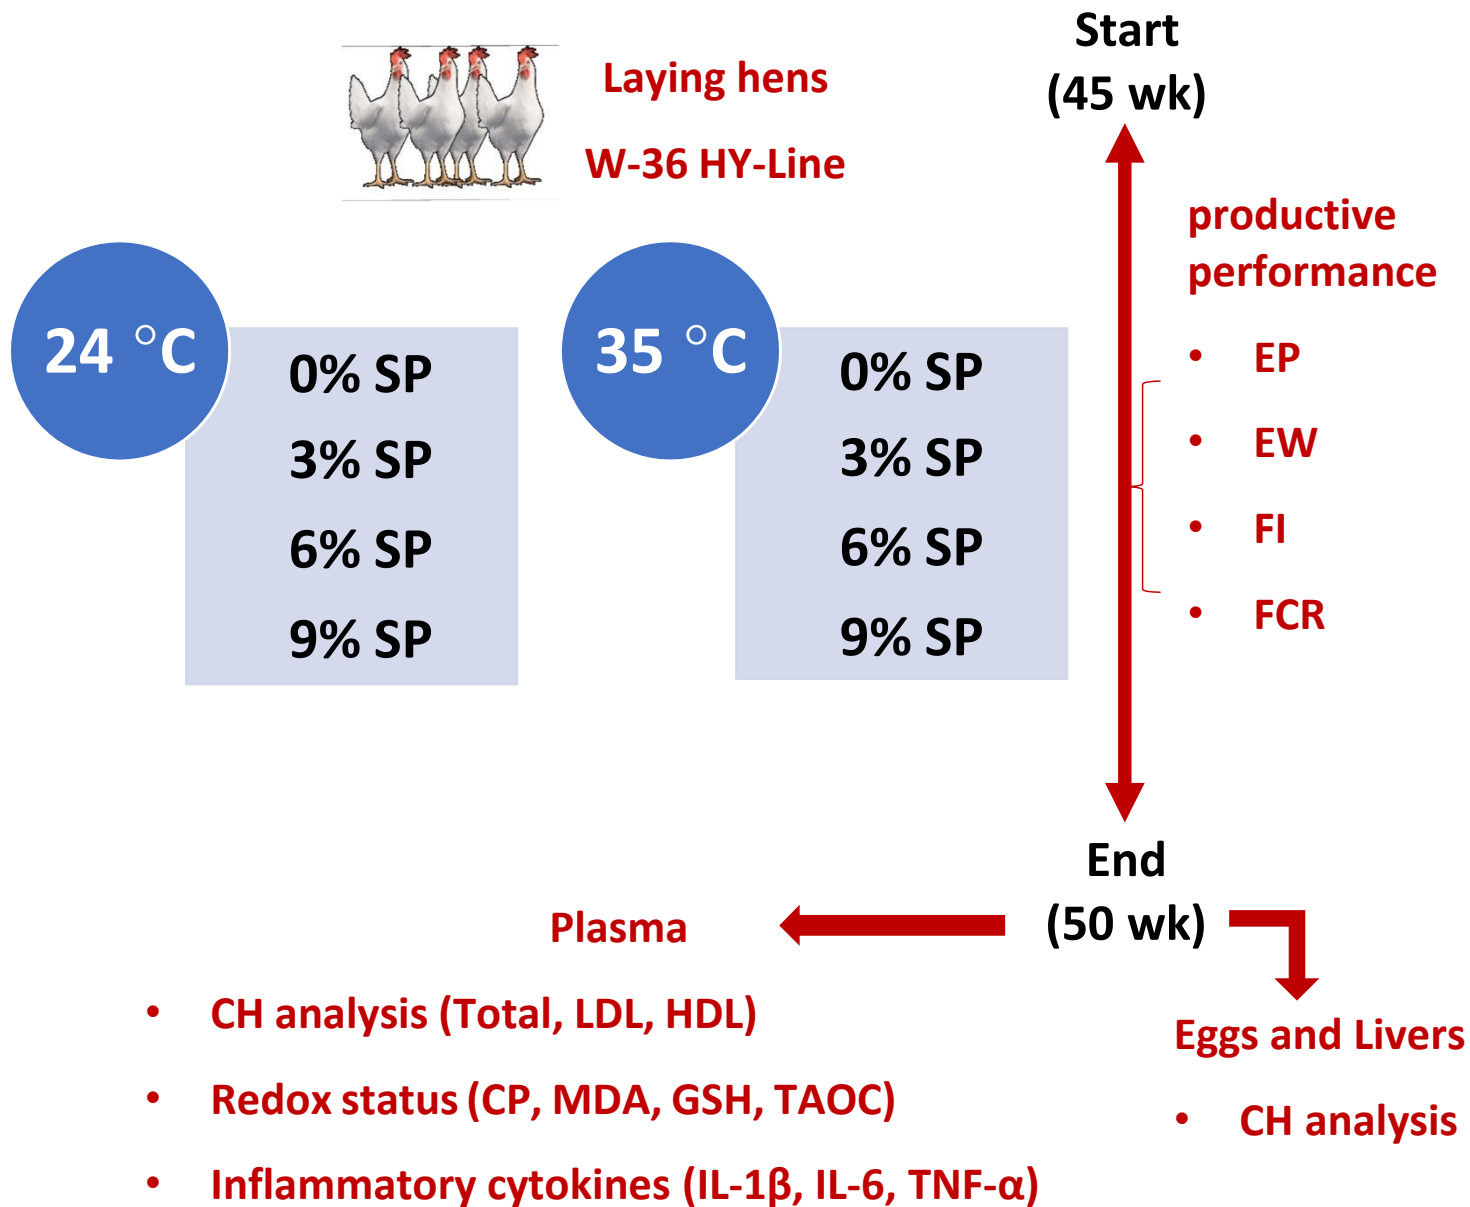 Laying hens
W-36 HY-Line
Start
(45 wk)
24 °C
0% SP
3% SP
6% SP
9% SP
35 °C
0% SP
3% SP
6% SP
9% SP
productive
performance
• EP
• EW
• FI
• FCR
End
(50 wk)
Plasma
• CH analysis (Total, LDL, HDL)
• Redox status (CP, MDA, GSH, TAOC)
• Inflammatory cytokines (IL-1β, IL-6, TNF-α)
Eggs and Livers
• CH analysis